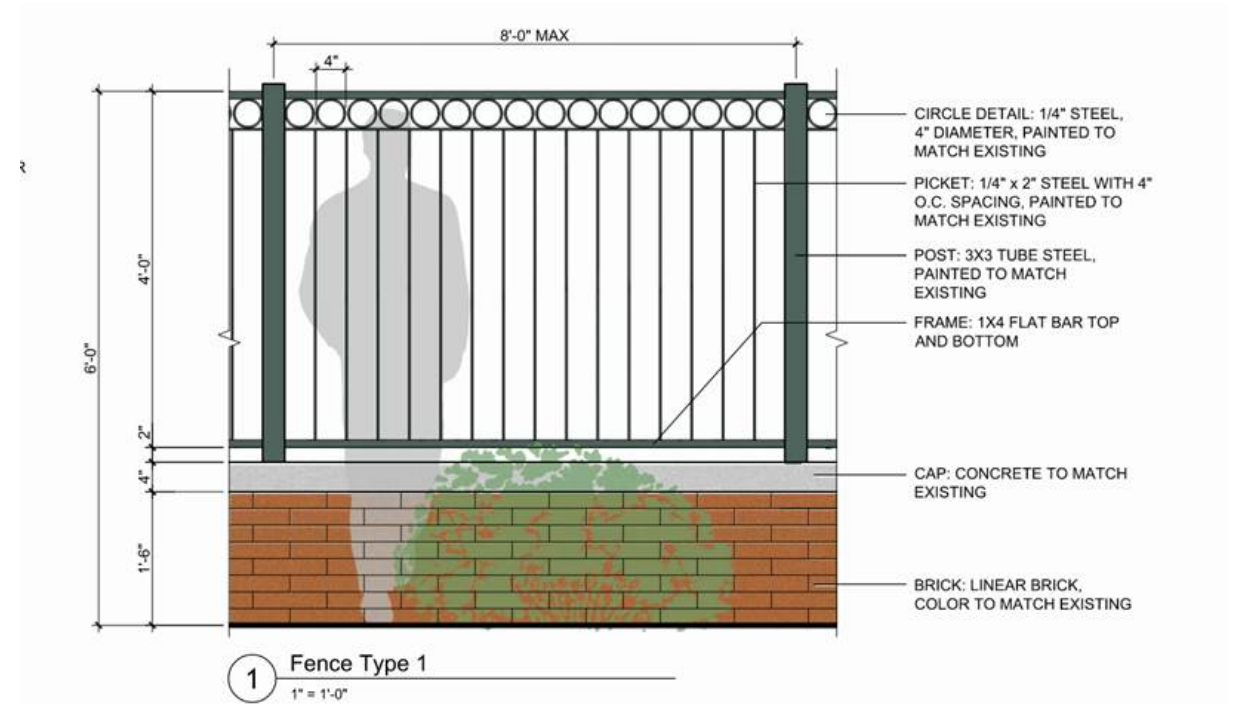 8'-0" MAX
4"
R
6'-0"
4'-0"
2"
4"
1'-6"
CIRCLE DETAIL: 1/4" STEEL,
4" DIAMETER, PAINTED TO
MATCH EXISTING
PICKET: 1/4" x 2" STEEL WITH 4"
O.C. SPACING, PAINTED TO
MATCH EXISTING
POST: 3X3 TUBE STEEL,
PAINTED TO MATCH
EXISTING
FRAME: 1X4 FLAT BAR TOP
AND BOTTOM
CAP: CONCRETE TO MATCH
EXISTING
BRICK: LINEAR BRICK,
COLOR TO MATCH EXISTING
1 Fence Type 1
1" = 1'-0"